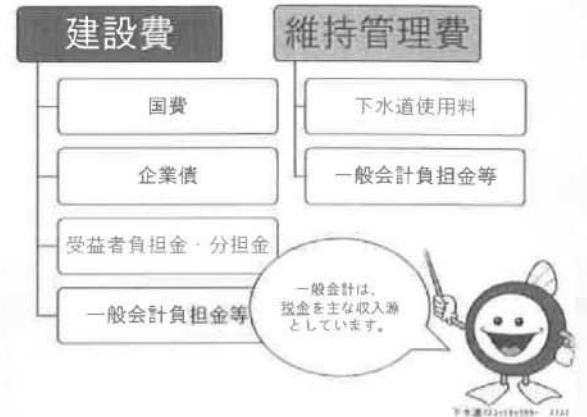 建設費
国費
企業債
受益者負担金・分担金
一般会計負担金等
維持管理費
下水道使用料
一般会計負担金等
一般会計は、
税金を主な収入源
としています。
下水道